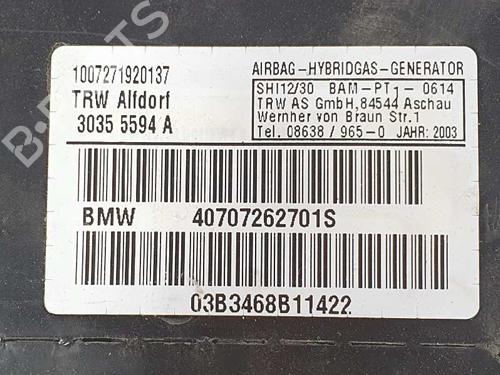 1007271920137
TRW Alfdorf
3035 5594 A
AIRBAG-HYBRIDGAS-GENERATOR
SHI12/30 BAM-PT1-0614
TRW AS GmbH,84544 Aschau
Wernher von Braun Str.1
Tel. 08638/965-0 JAHR: 2003
BMW 40707262701S
03B3468B11422
B-PARTS